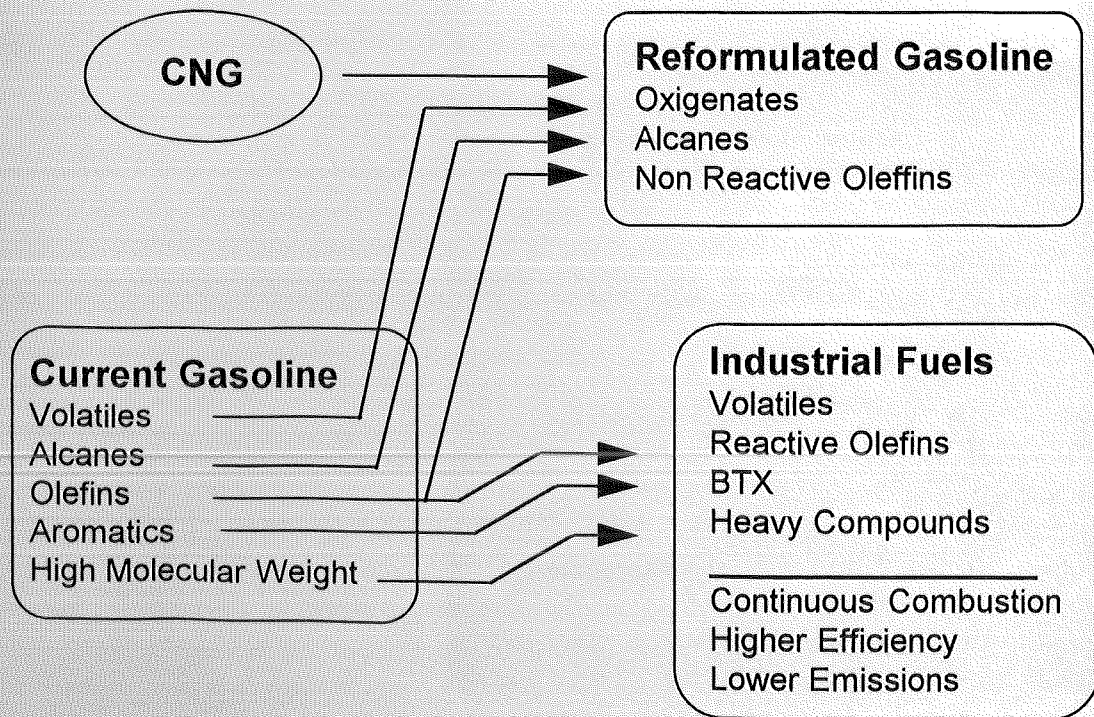 CNG
Reformulated Gasoline
Oxigenates
Alcanes
Non Reactive Oleffins
Current Gasoline
Volatiles
Alcanes
Olefins
Aromatics
High Molecular Weight
Industrial Fuels
Volatiles
Reactive Olefins
BTX
Heavy Compounds
Continuous Combustion
Higher Efficiency
Lower Emissions